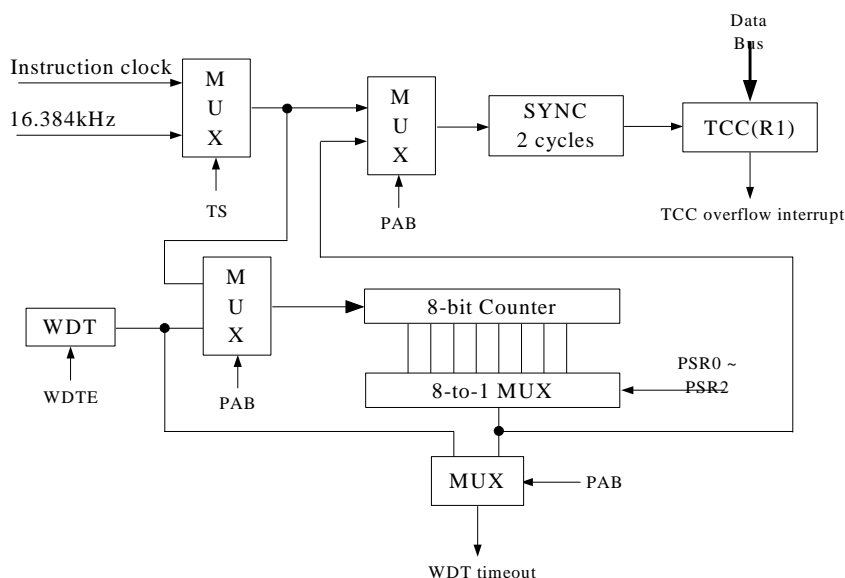 Data
Bus
Instruction clock
M
U
X
M
U
X
SYNC
2 cycles
TCC(R1)
16.384kHz
TS
PAB
TCC overflow interrupt
M
U
X
8-bit Counter
WDT
WDTE
PAB
8-to-1 MUX
PSR0 ~
PSR2
MUX
PAB
WDT timeout